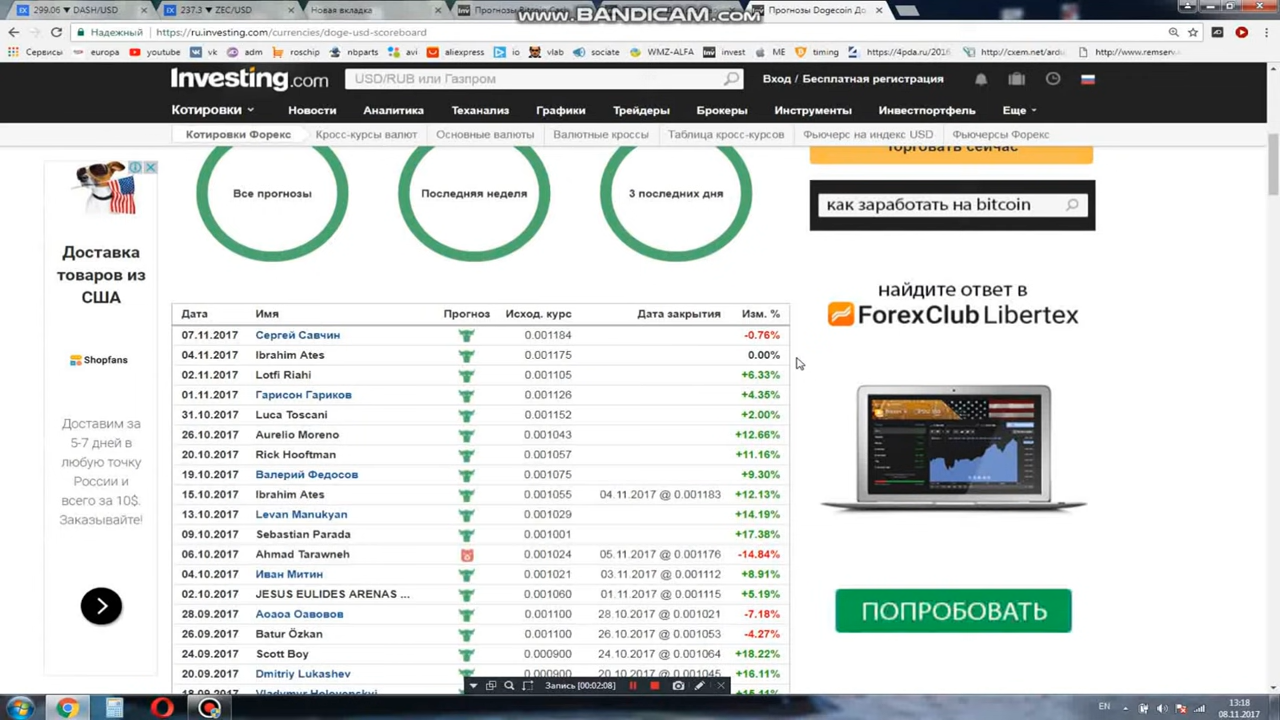 299.06 ▼ DASH/USD
237.3 ▼ ZEC/USD
Новая вкладка
Прогнозы Bitcoin Cash
Прогнозы Dogecoin До
www.BANDICAM.com
Надежный
https://ru.investing.com/currencies/doge-usd-scoreboard
Сервисы
europa
youtube
vk
adm
roschip
nbparts
avi
aliexpress
io
vlab
sociate
WMZ-ALFA
invest
ME
timing
https://4pda.ru/2016
http://cxem.net/ardu
http://www.remserv
Investing.com
USD/RUB или Газпром
Вход / Бесплатная регистрация
Котировки
Новости
Аналитика
Теханализ
Графики
Трейдеры
Брокеры
Инструменты
Инвестпортфель
Еще
Котировки Форекс
Кросс-курсы валют
Основные валюты
Валютные кроссы
Таблица кросс-курсов
Фьючерс на индекс USD
Фьючерсы Форекс
Торговать сейчас
Все прогнозы
Последняя неделя
3 последних дня
как заработать на bitcoin
Доставка
товаров из
США
Shopfans
Доставим за
5-7 дней в
любую точку
России и
всего за 10$.
Заказывайте!
найдите ответ в
ForexClub Libertex
ПОПРОБОВАТЬ
Дата Имя Прогноз Исход. курс Дата закрытия Изм. %
07.11.2017 Сергей Савчин 0.001184 -0.76%
04.11.2017 Ibrahim Ates 0.001175 0.00%
02.11.2017 Lotfi Riahi 0.001105 +6.33%
01.11.2017 Гарисон Гариков 0.001126 +4.35%
31.10.2017 Luca Toscani 0.001152 +2.00%
26.10.2017 Aurelio Moreno 0.001043 +12.66%
20.10.2017 Rick Hooftman 0.001057 +11.16%
19.10.2017 Валерий Федосов 0.001075 +9.30%
15.10.2017 Ibrahim Ates 0.001055 04.11.2017 @ 0.001183 +12.13%
13.10.2017 Levan Manukyan 0.001029 +14.19%
09.10.2017 Sebastian Parada 0.001001 +17.38%
06.10.2017 Ahmad Tarawneh 0.001024 05.11.2017 @ 0.001176 -14.84%
04.10.2017 Иван Митин 0.001021 03.11.2017 @ 0.001112 +8.91%
02.10.2017 JESUS EULIDES ARENAS ... 0.001060 01.11.2017 @ 0.001115 +5.19%
28.09.2017 Aoaoa Oавовов 0.001100 28.10.2017 @ 0.001021 -7.18%
26.09.2017 Batur Özkan 0.001100 26.10.2017 @ 0.001053 -4.27%
24.09.2017 Scott Boy 0.000900 24.10.2017 @ 0.001064 +18.22%
20.09.2017 Dmitriy Lukashev 0.000900 20.10.2017 @ 0.001045 +16.11%
18.09.2017 Vladymyr Holovenskyi +15.11%
Запись [00:02:08]
EN
13:18
08.11.2017